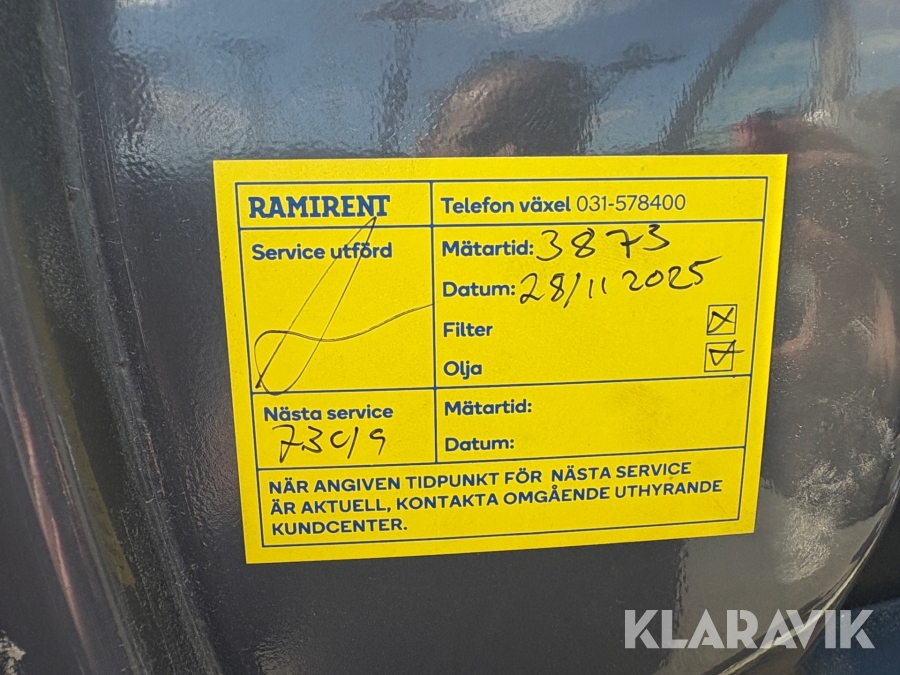 RAMIRENT
Telefon växel 031-578400
Service utförd
Mätartid: 3873
Datum: 28/11 2025
Filter
Olja
Nästa service
Mätartid:
Datum:
NÄR ANGIVEN TIDPUNKT FÖR NÄSTA SERVICE
ÄR AKTUELL, KONTAKTA OMGÅENDE UTHYRANDE
KUNDCENTER.
KLARAVIK